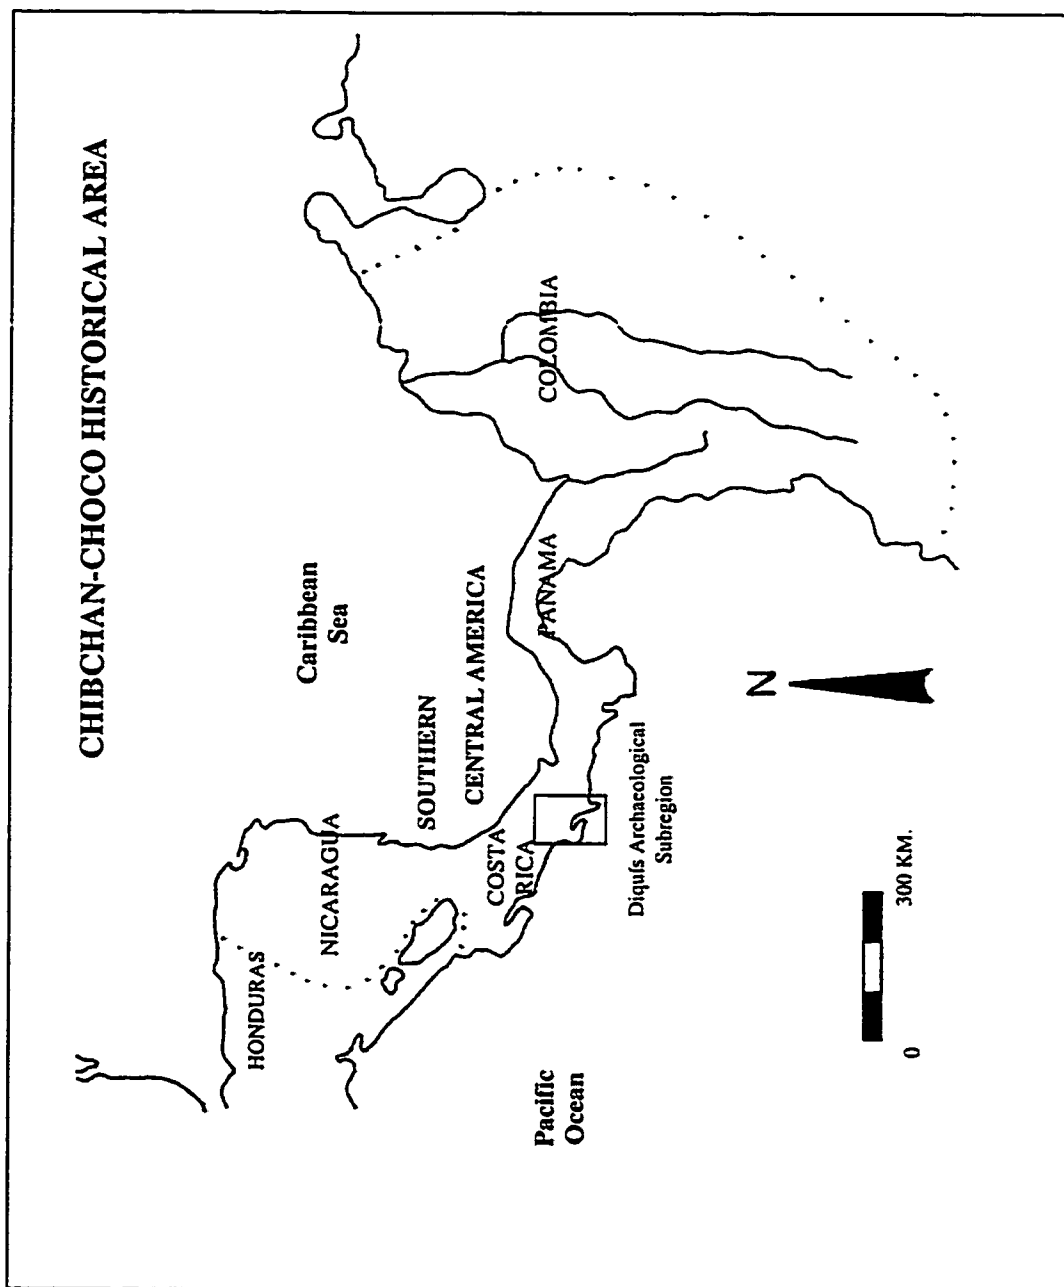 CHIBCHAN-CHOCO HISTORICAL AREA
Caribbean
Sea
HONDURAS
NICARAGUA
SOUTHERN
CENTRAL AMERICA
COSTA
RICA
PANAMA
COLOMBIA
Pacific
Ocean
Diquís Archaeological
Subregion
N
0
300 KM.